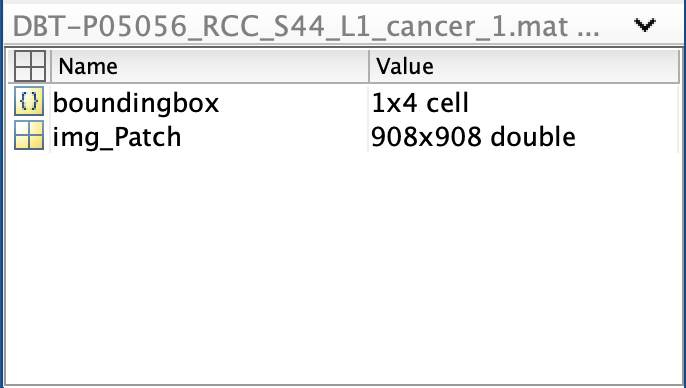 DBT-P05056_RCC_S44_L1_cancer_1.mat ...
Name Value
boundingbox 1x4 cell
img_Patch 908x908 double